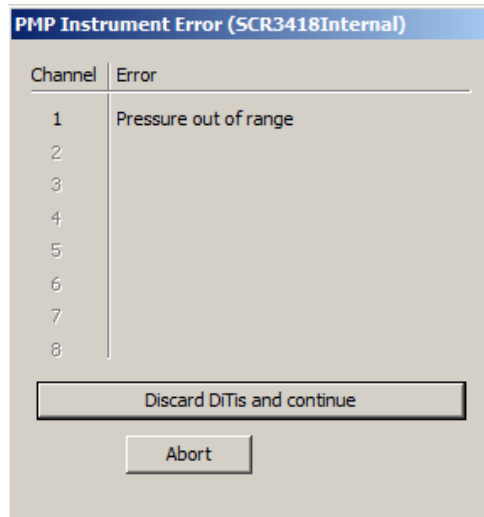 PMP Instrument Error (SCR3418Internal)
Channel Error
1 Pressure out of range
2
3
4
5
6
7
8
Discard DiTis and continue
Abort